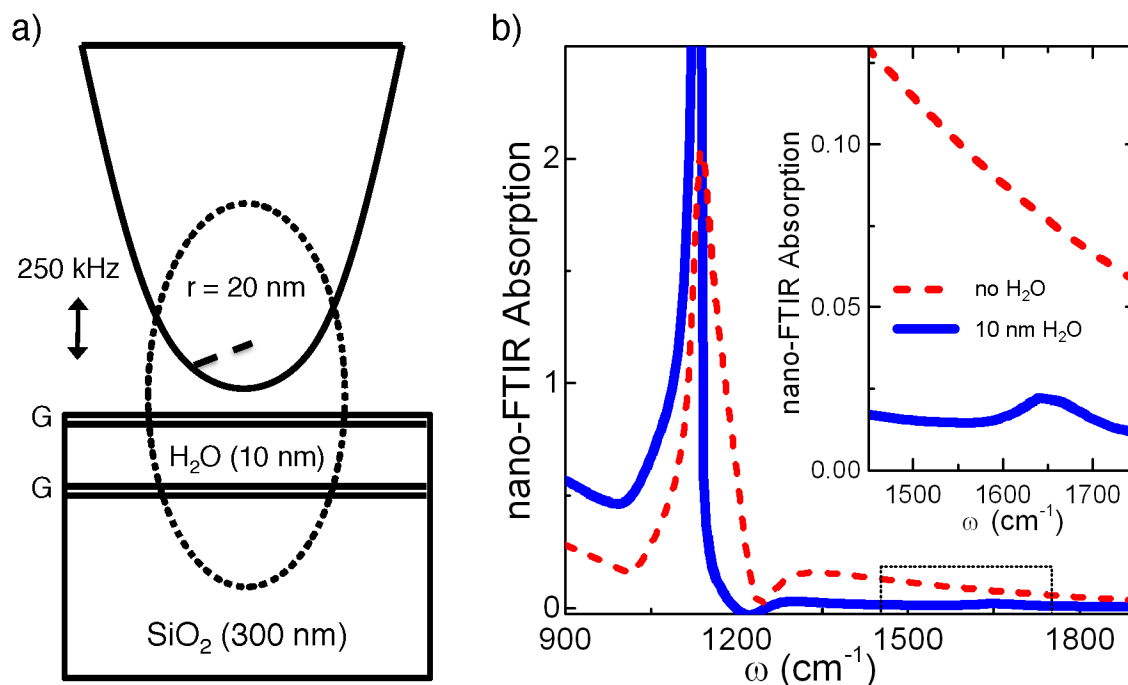 a)
250 kHz
r = 20 nm
G
H₂O (10 nm)
G
SiO₂ (300 nm)
b)
nano-FTIR Absorption
2
1
0
900
1200
1500
1800
ω (cm⁻¹)
nano-FTIR Absorption
0.10
0.05
0.00
no H₂O
10 nm H₂O
1500
1600
1700
ω (cm⁻¹)